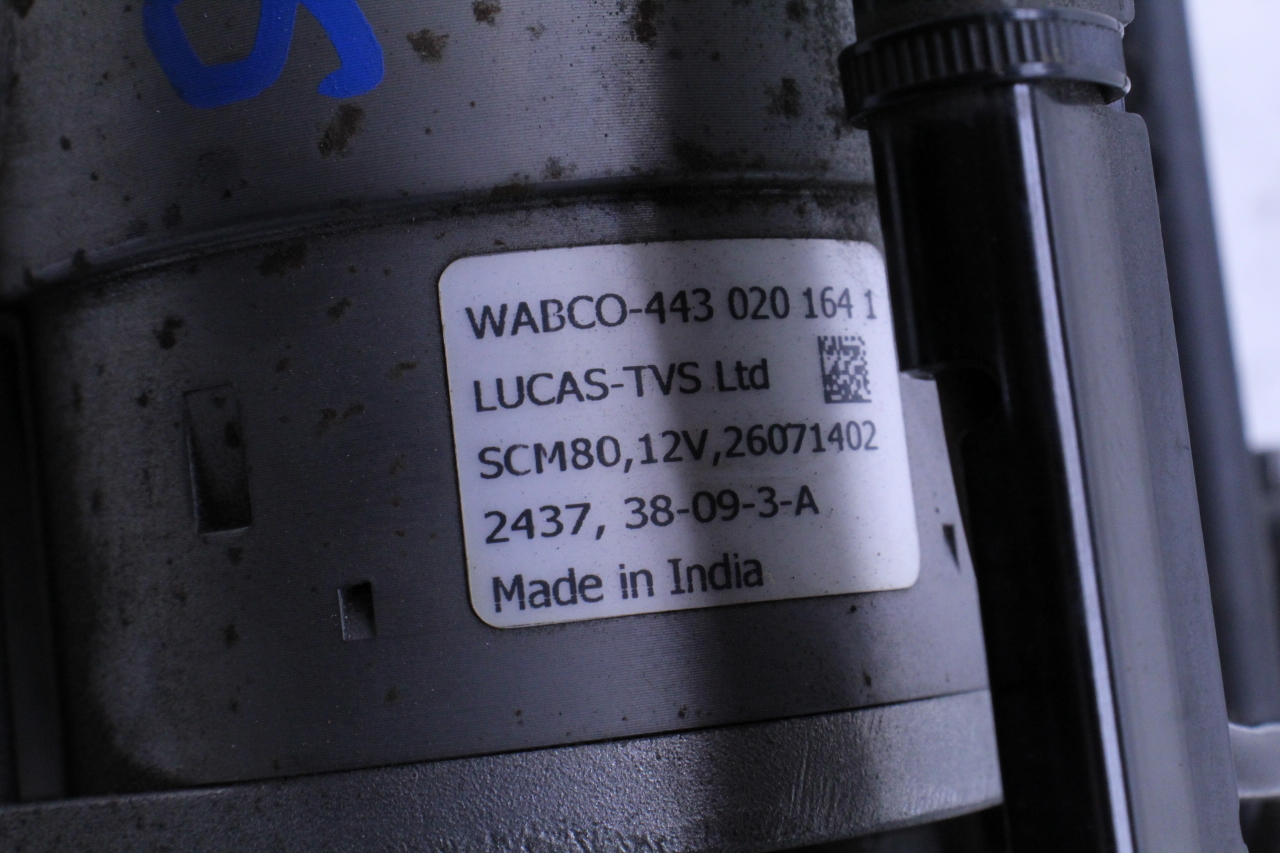 WABCO-443 020 164 1
LUCAS-TVS Ltd
SCM80,12V,26071402
2437, 38-09-3-A
Made in India